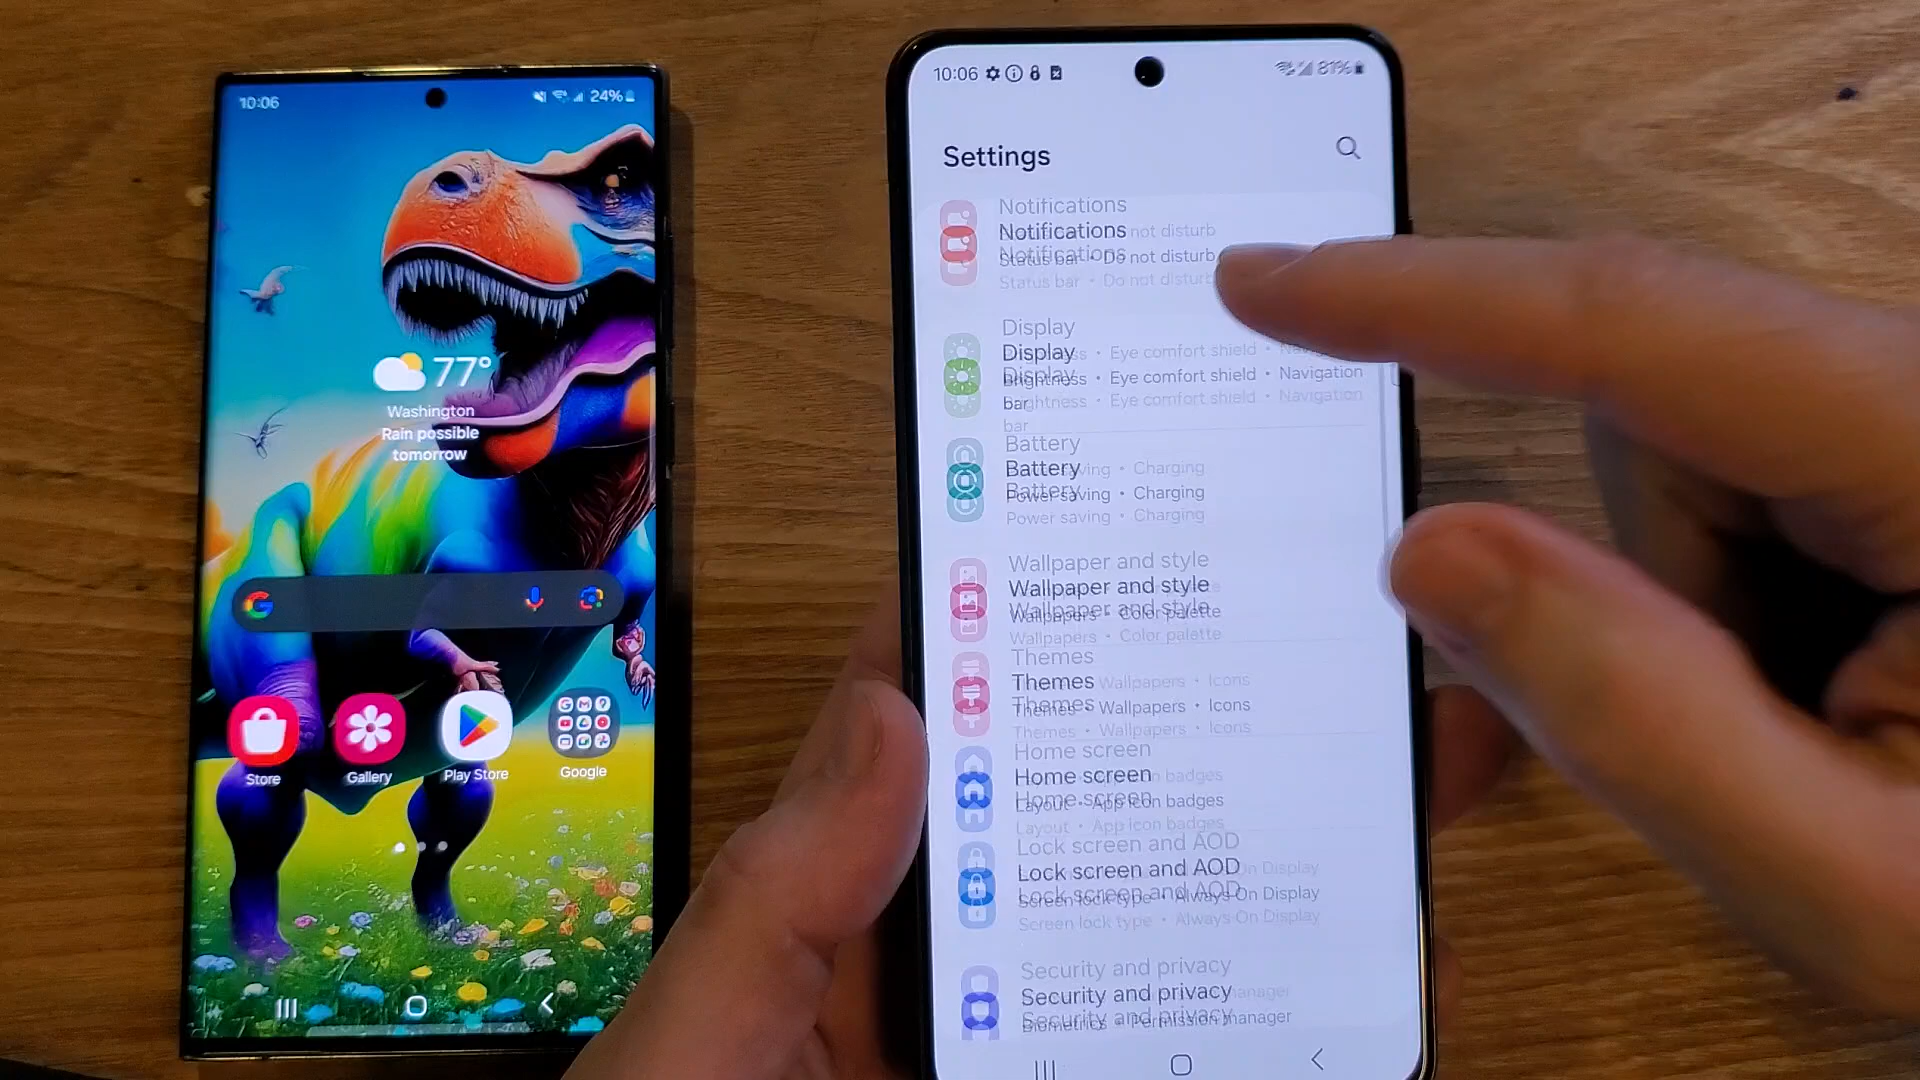 10:06
24%
77°
Washington
Rain possible
tomorrow
Store
Gallery
Play Store
Google
10:06
81%
Settings
Notifications
Status bar • Do not disturb
Display
Brightness • Eye comfort shield • Navigation
bar
Battery
Power saving • Charging
Wallpaper and style
Wallpapers • Color palette
Themes
Themes • Wallpapers • Icons
Home screen
Layout • App icon badges
Lock screen and AOD
Screen lock type • Always On Display
Security and privacy
Biometrics • Permission manager